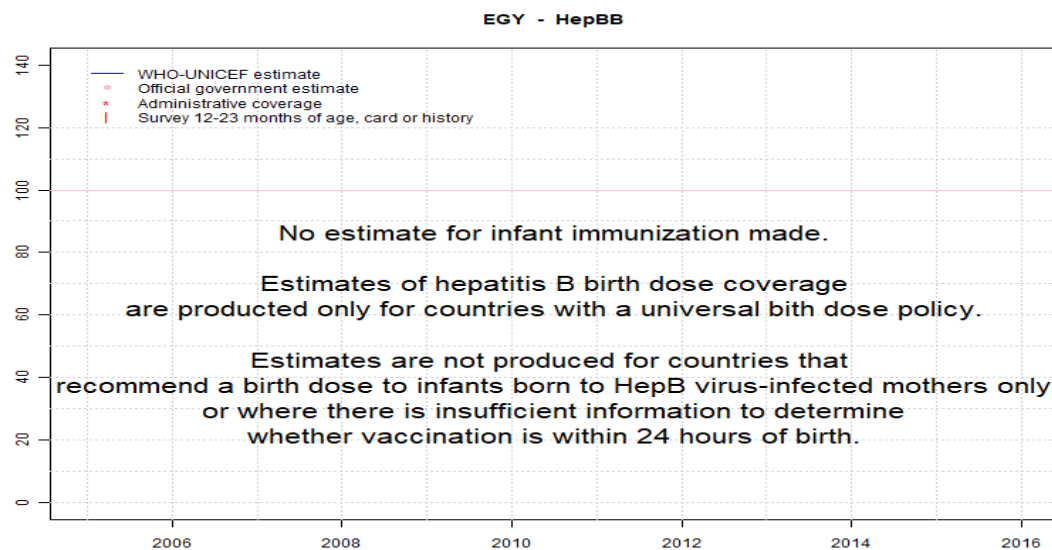 EGY - HepBB
140
120
100
80
60
40
20
0
WHO-UNICEF estimate
Official government estimate
Administrative coverage
Survey 12-23 months of age, card or history
No estimate for infant immunization made.
Estimates of hepatitis B birth dose coverage
are producted only for countries with a universal bith dose policy.
Estimates are not produced for countries that
recommend a birth dose to infants born to HepB virus-infected mothers only
or where there is insufficient information to determine
whether vaccination is within 24 hours of birth.
2006 2008 2010 2012 2014 2016